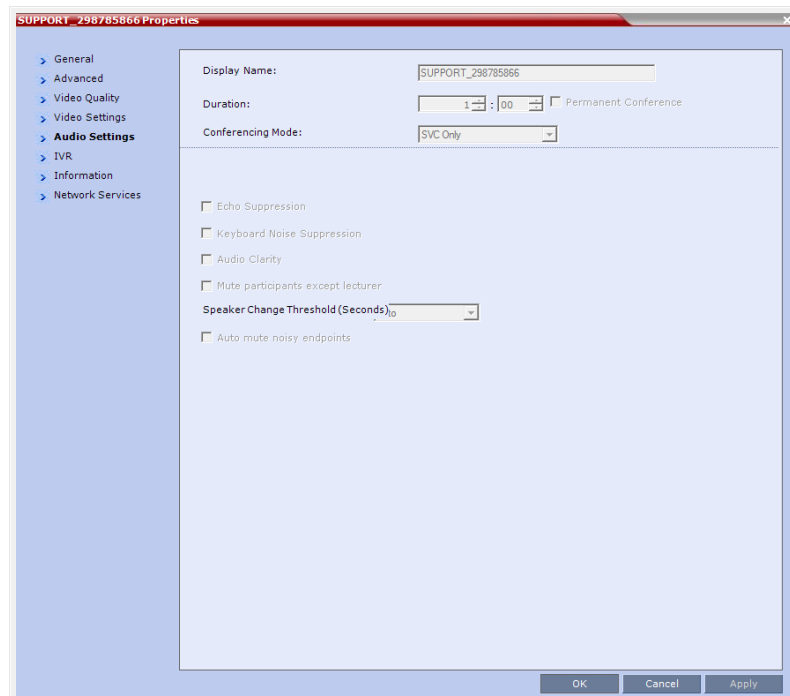 SUPPORT_298785866 Properties
General
Advanced
Video Quality
Video Settings
Audio Settings
IVR
Information
Network Services
Display Name: SUPPORT_298785866
Duration: 1 : 00 Permanent Conference
Conferencing Mode: SVC Only
Echo Suppression
Keyboard Noise Suppression
Audio Clarity
Mute participants except lecturer
Speaker Change Threshold (Seconds) to
Auto mute noisy endpoints
OK Cancel Apply